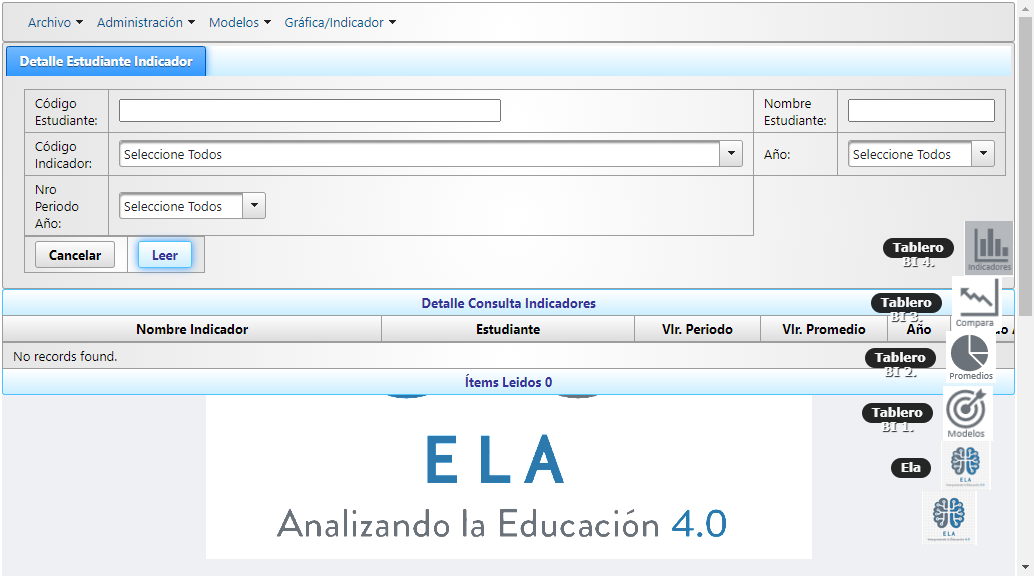 Archivo Administración Modelos Gráfica/Indicador
Detalle Estudiante Indicador
Código Estudiante:
Nombre Estudiante:
Código Indicador:
Seleccione Todos
Año:
Seleccione Todos
Nro Periodo Año:
Seleccione Todos
Cancelar Leer
Tablero BI 4.
Indicadores
Detalle Consulta Indicadores
Tablero BI 3.
Compara
Nombre Indicador Estudiante Vlr. Periodo Vlr. Promedio Año
No records found.
Tablero BI 2.
Promedios
Ítems Leidos 0
Tablero BI 1.
Modelos
ELA
Analizando la Educación 4.0
Ela
ELA
ELA